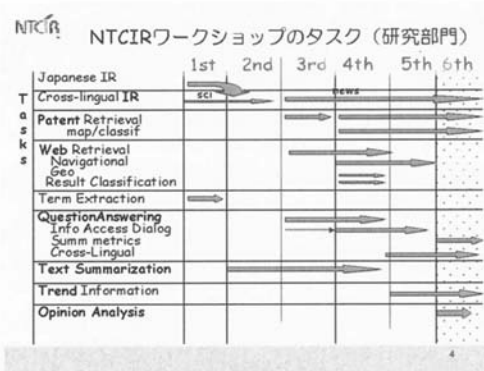 NTCIR
NTCIRワークショップのタスク（研究部門）
1st 2nd 3rd 4th 5th 6th
Tasks
Japanese IR
Cross-lingual IR
sci
news
Patent Retrieval
map/classif
Web Retrieval
Navigational
Geo
Result Classification
Term Extraction
QuestionAnswering
Info Access Dialog
Summ metrics
Cross-Lingual
Text Summarization
Trend Information
Opinion Analysis
4